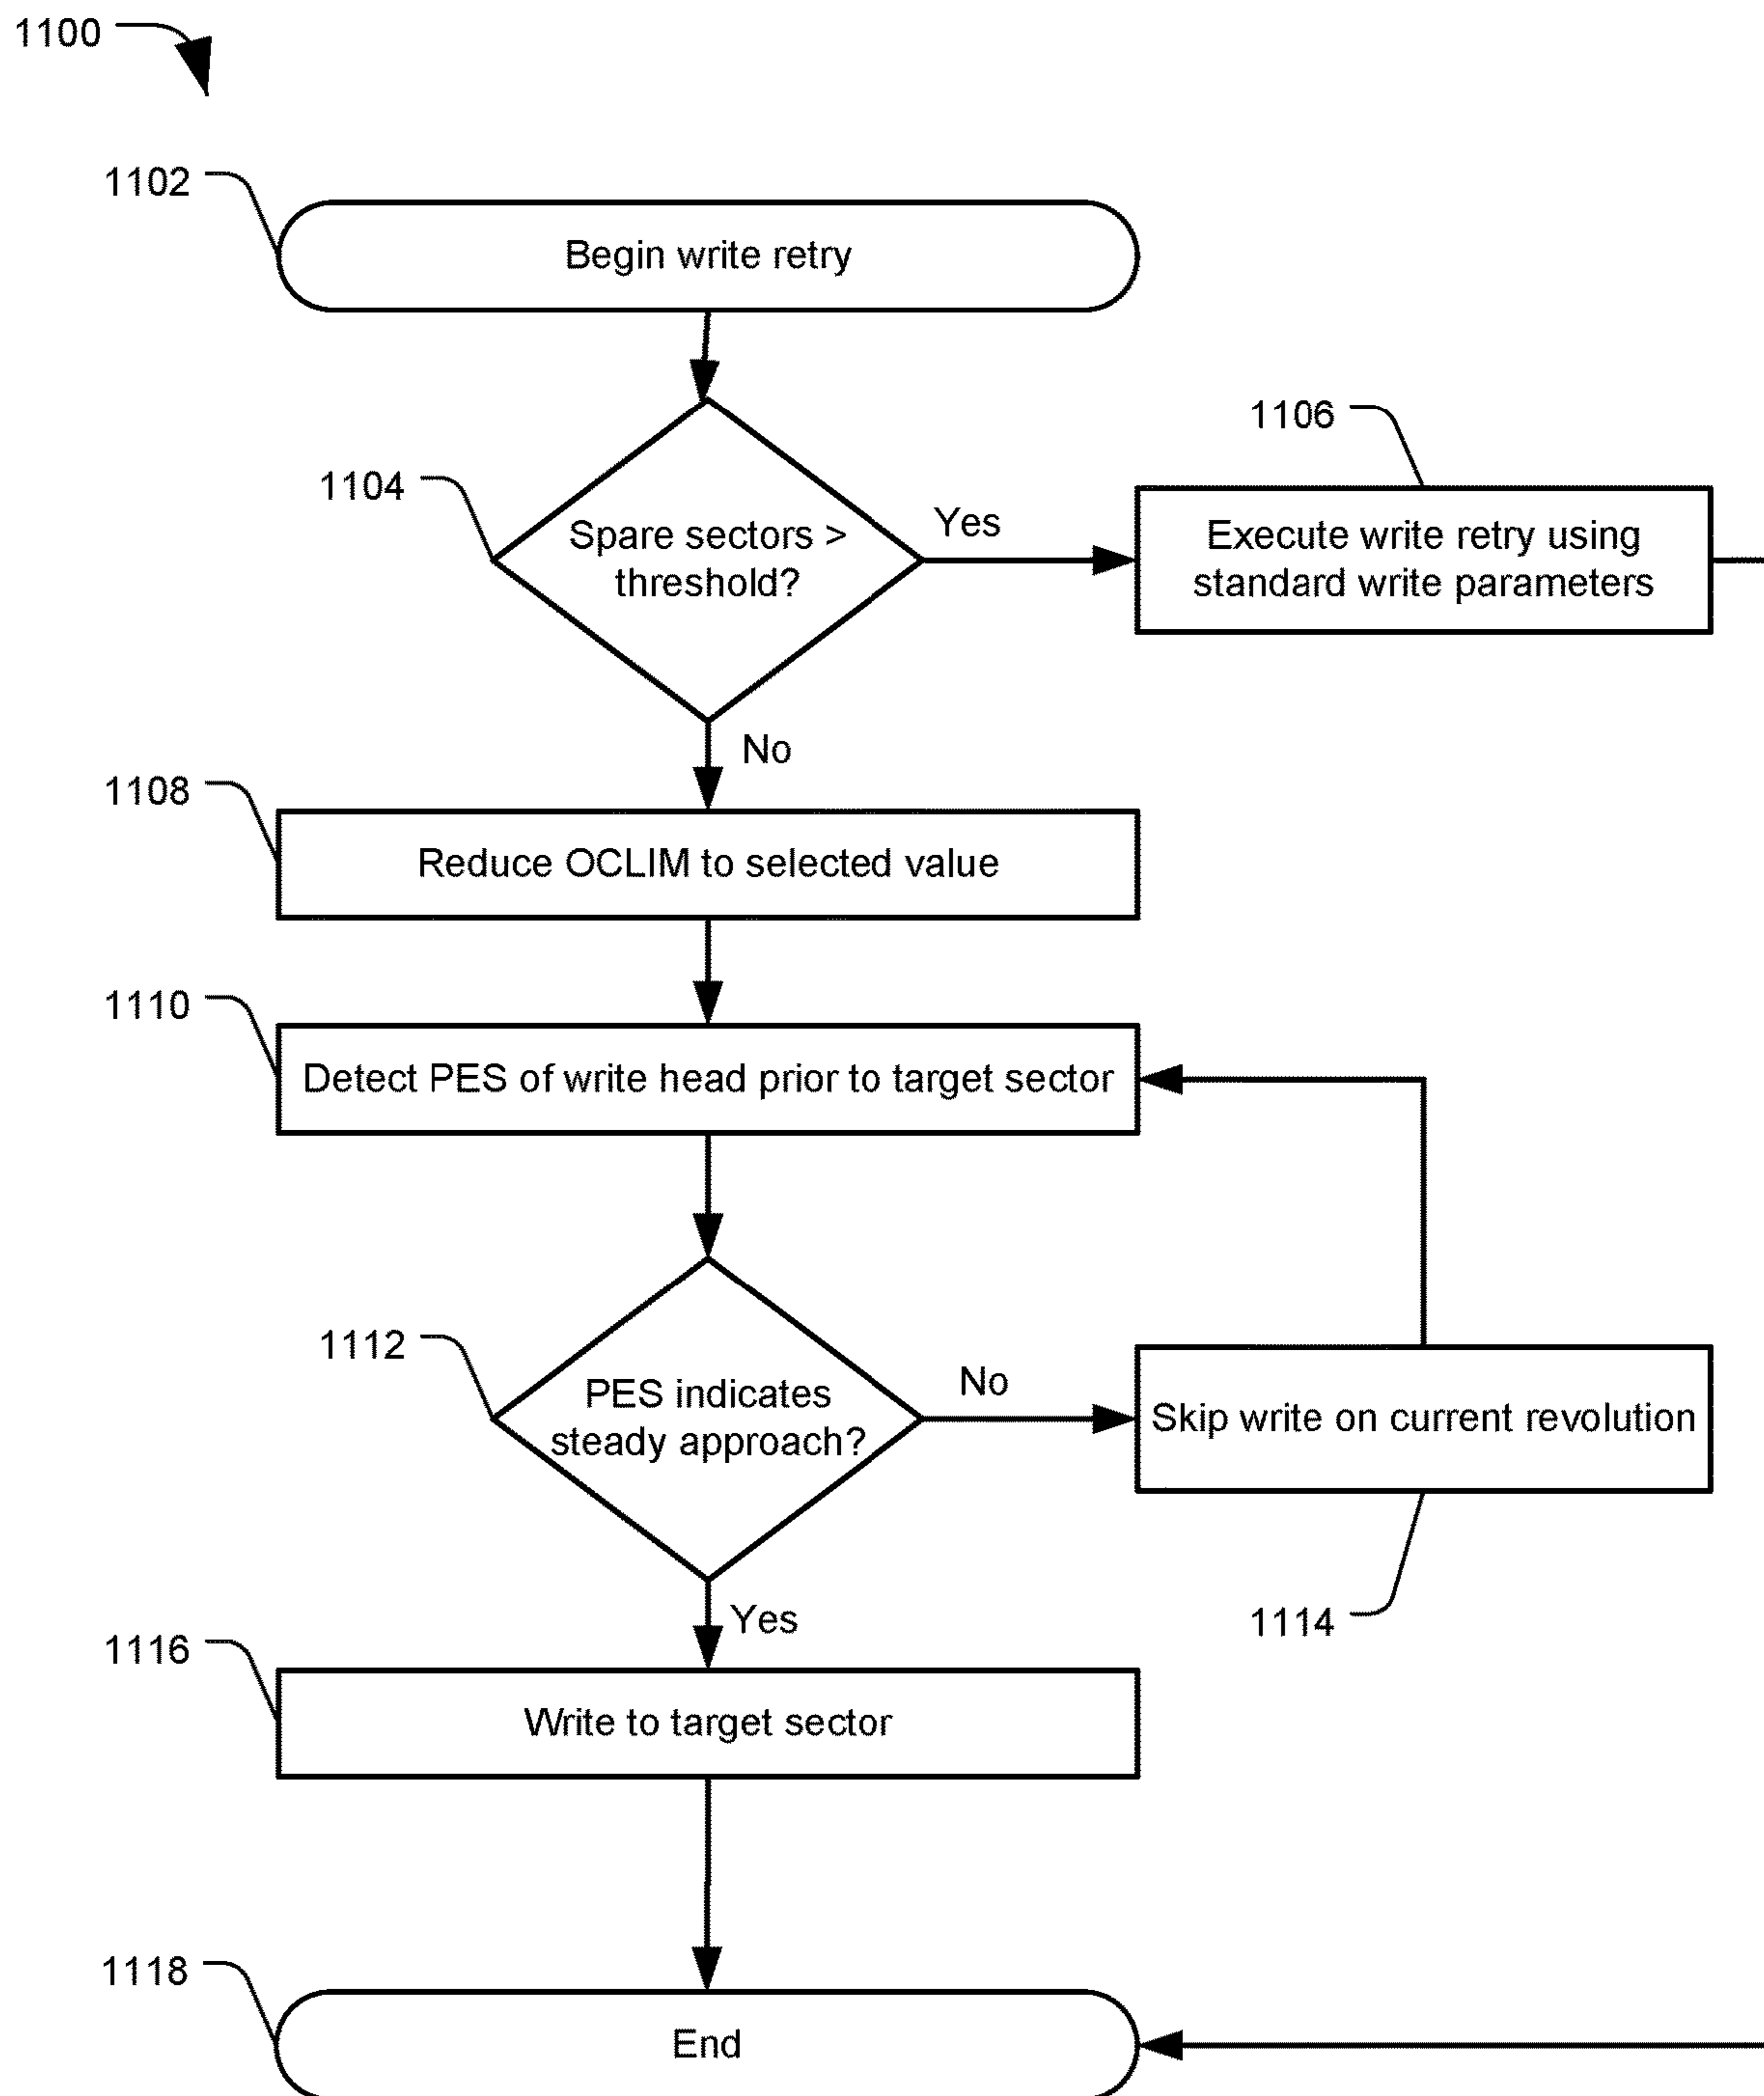 1100
1102
Begin write retry
1104
Spare sectors >
threshold?
Yes
1106
Execute write retry using
standard write parameters
No
1108
Reduce OCLIM to selected value
1110
Detect PES of write head prior to target sector
1112
PES indicates
steady approach?
No
Skip write on current revolution
1114
Yes
1116
Write to target sector
1118
End